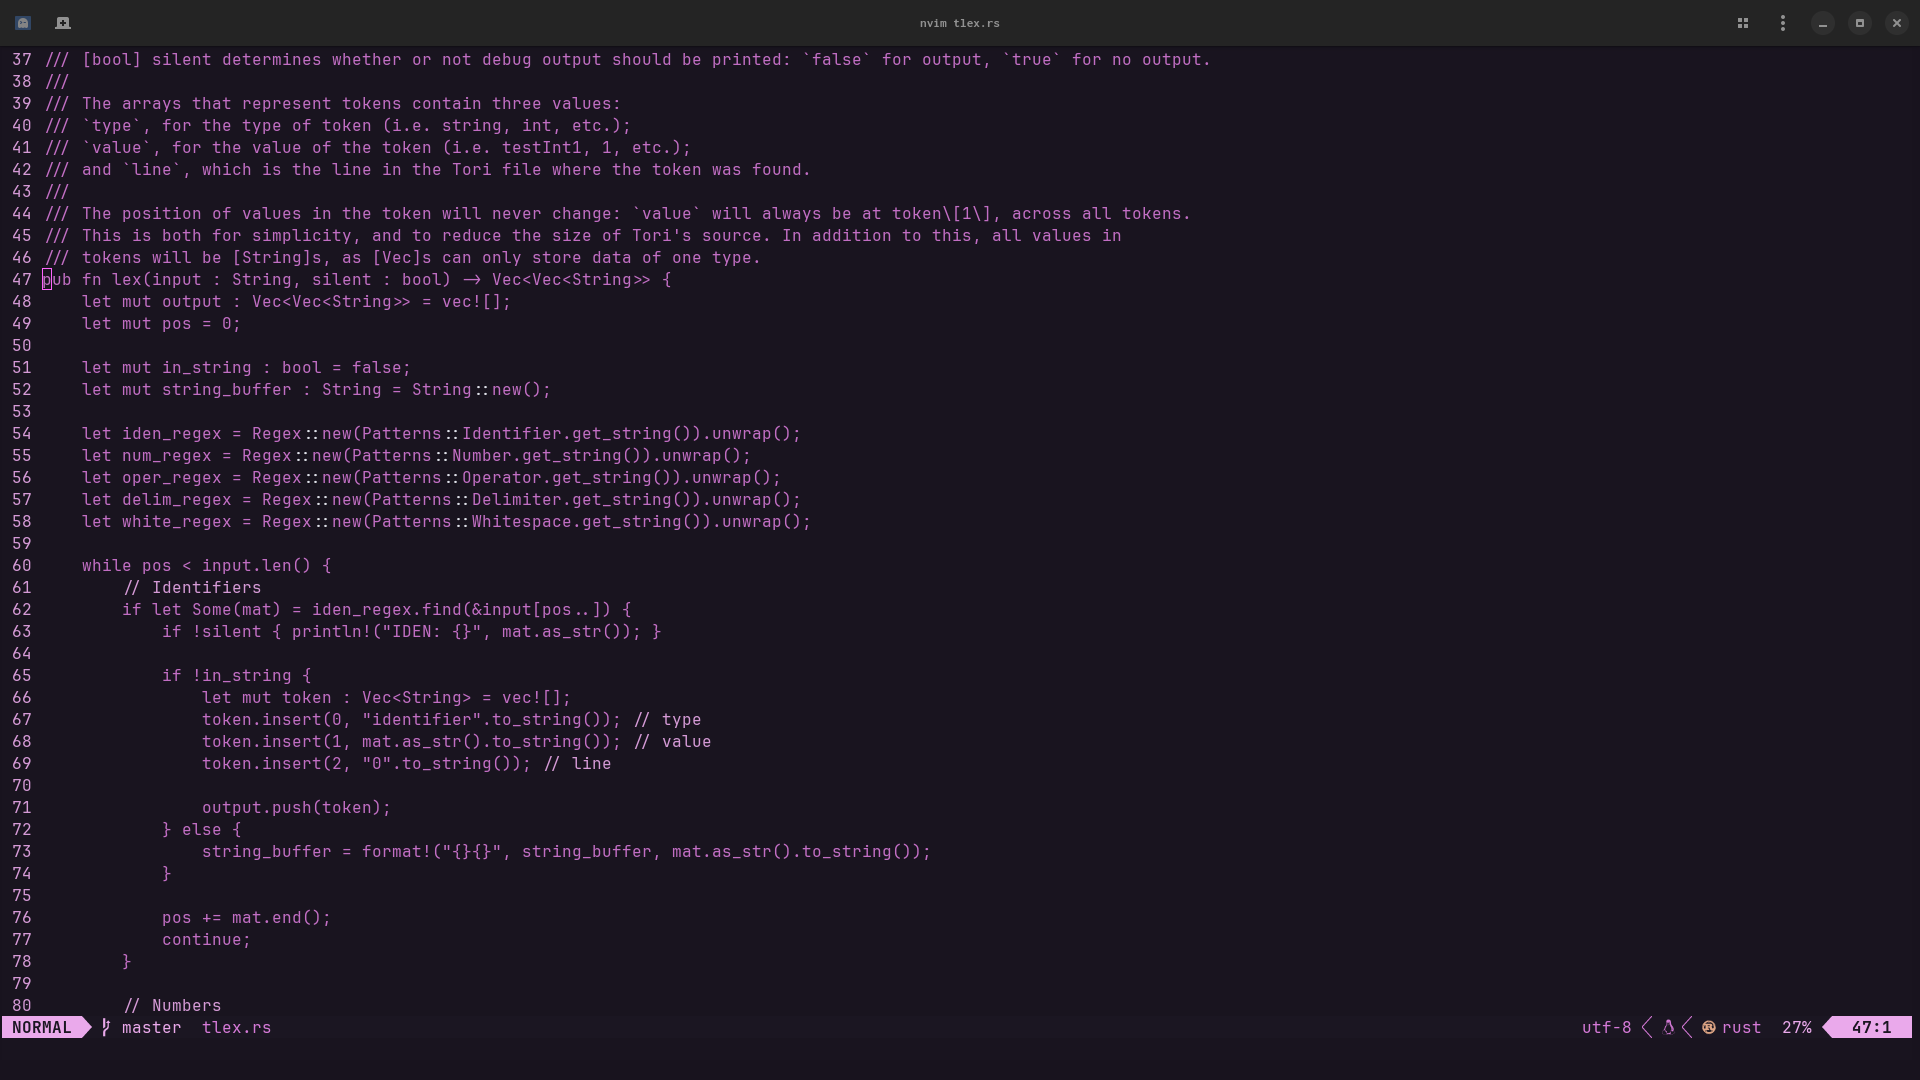 nvim tlex.rs
37 /// [bool] silent determines whether or not debug output should be printed: `false` for output, `true` for no output.
38 ///
39 /// The arrays that represent tokens contain three values:
40 /// `type`, for the type of token (i.e. string, int, etc.);
41 /// `value`, for the value of the token (i.e. testInt1, 1, etc.);
42 /// and `line`, which is the line in the Tori file where the token was found.
43 ///
44 /// The position of values in the token will never change: `value` will always be at token\[1\], across all tokens.
45 /// This is both for simplicity, and to reduce the size of Tori's source. In addition to this, all values in
46 /// tokens will be [String]s, as [Vec]s can only store data of one type.
47 pub fn lex(input : String, silent : bool) -> Vec<Vec<String>> {
48     let mut output : Vec<Vec<String>> = vec![];
49     let mut pos = 0;
50
51     let mut in_string : bool = false;
52     let mut string_buffer : String = String::new();
53
54     let iden_regex = Regex::new(Patterns::Identifier.get_string()).unwrap();
55     let num_regex = Regex::new(Patterns::Number.get_string()).unwrap();
56     let oper_regex = Regex::new(Patterns::Operator.get_string()).unwrap();
57     let delim_regex = Regex::new(Patterns::Delimiter.get_string()).unwrap();
58     let white_regex = Regex::new(Patterns::Whitespace.get_string()).unwrap();
59
60     while pos < input.len() {
61         // Identifiers
62         if let Some(mat) = iden_regex.find(&input[pos..]) {
63             if !silent { println!("IDEN: {}", mat.as_str()); }
64
65             if !in_string {
66                 let mut token : Vec<String> = vec![];
67                 token.insert(0, "identifier".to_string()); // type
68                 token.insert(1, mat.as_str().to_string()); // value
69                 token.insert(2, "0".to_string()); // line
70
71                 output.push(token);
72             } else {
73                 string_buffer = format!("{}{}", string_buffer, mat.as_str().to_string());
74             }
75
76             pos += mat.end();
77             continue;
78         }
79
80         // Numbers
NORMAL master tlex.rs utf-8 rust 27% 47:1